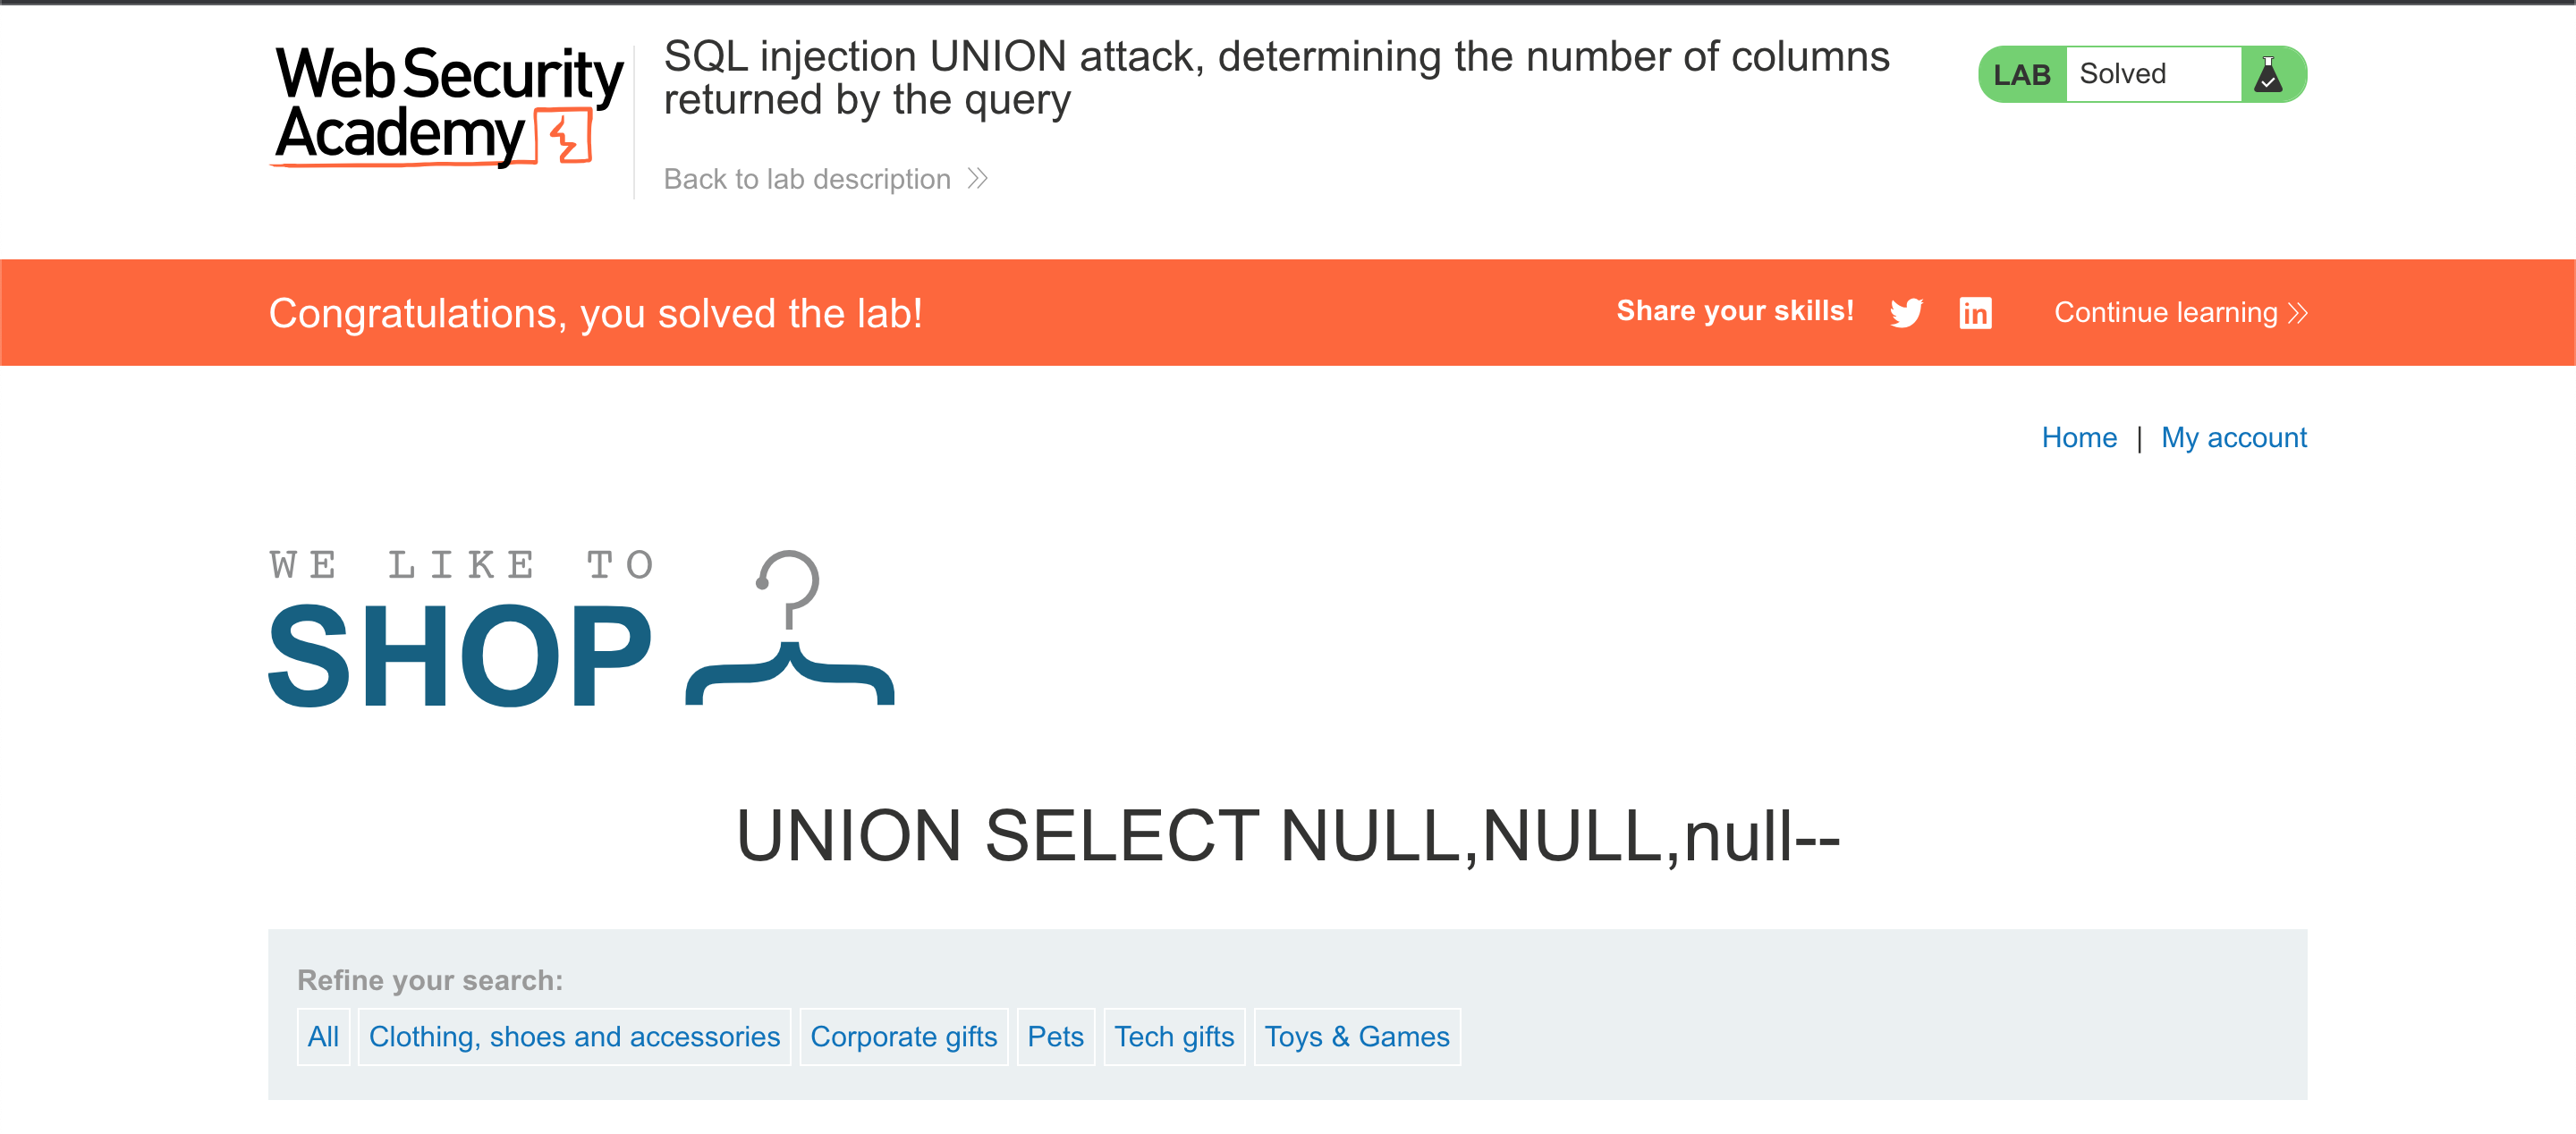 Web Security
Academy
SQL injection UNION attack, determining the number of columns
returned by the query
Back to lab description
LAB Solved
Congratulations, you solved the lab!
Share your skills!
Continue learning
Home | My account
WE LIKE TO
SHOP
UNION SELECT NULL,NULL,null--
Refine your search:
All Clothing, shoes and accessories Corporate gifts Pets Tech gifts Toys & Games